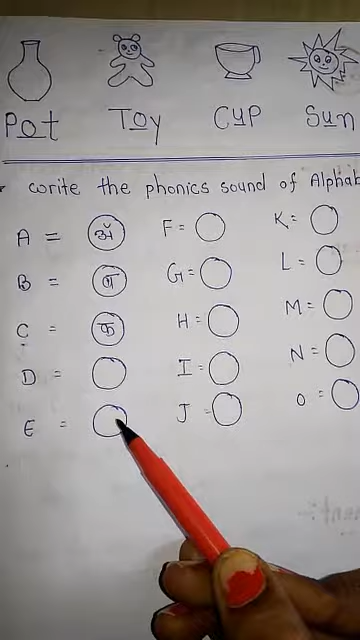 Pot Toy Cup Sun
write the phonics sound of Alphab
A = अॅ F = K =
B = ब G = L =
C = क H = M =
D = I = N =
E = J = O =